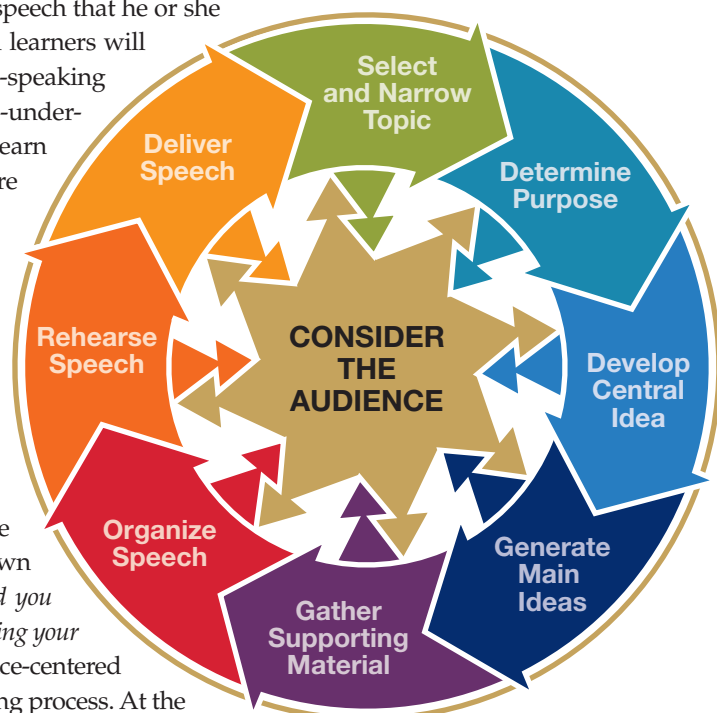 speech that he or she
learners will
-speaking
-under-
earn
re
e
wn
d you
ing your
ce-centered
ng process. At the
Select
and Narrow
Topic
Determine
Purpose
Develop
Central
Idea
Generate
Main
Ideas
Gather
Supporting
Material
Organize
Speech
Rehearse
Speech
Deliver
Speech
CONSIDER
THE
AUDIENCE